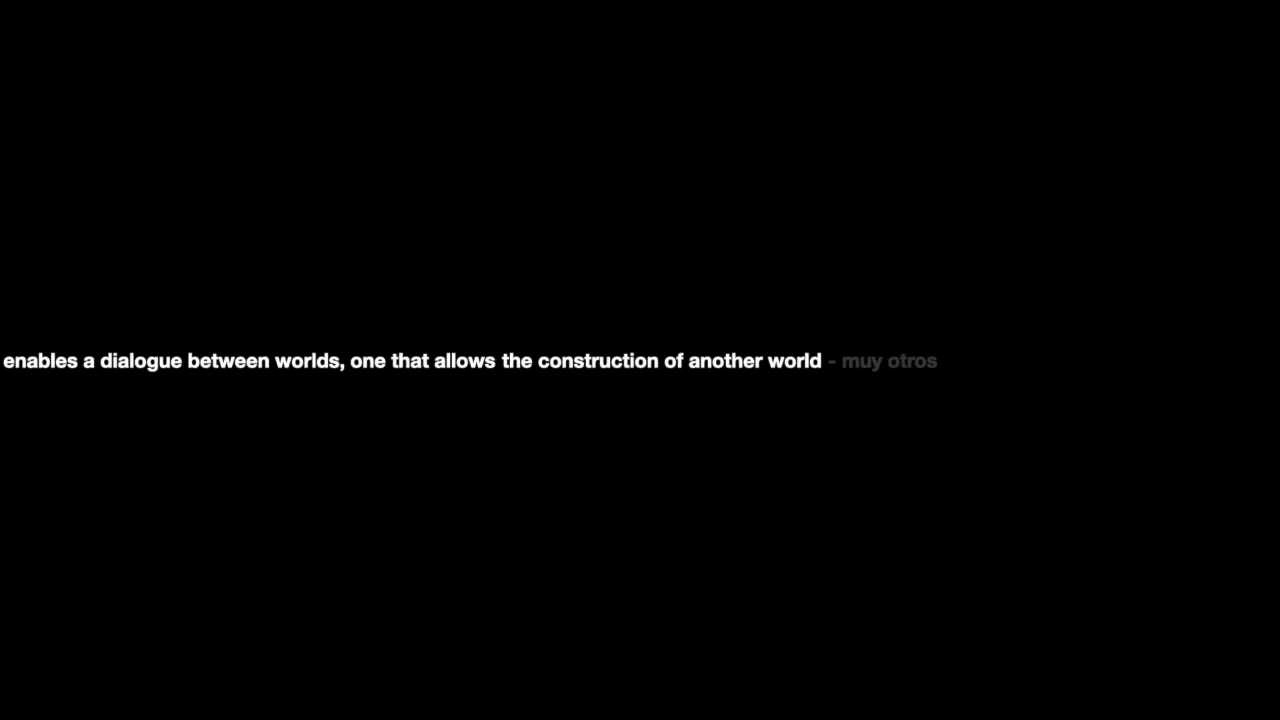 enables a dialogue between worlds, one that allows the construction of another world - muy otros